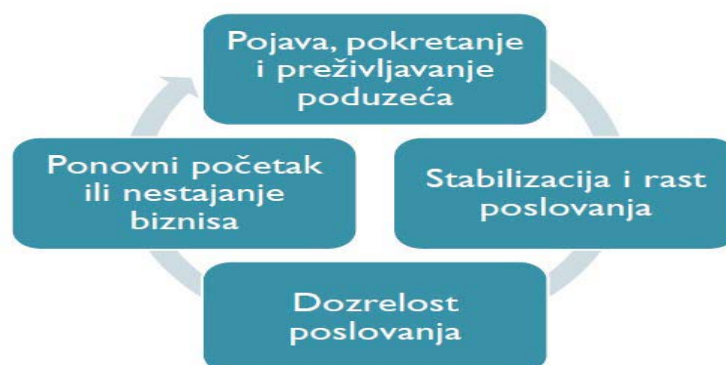 Pojava, pokretanje
i preživljavanje
poduzeća
Stabilizacija i rast
poslovanja
Dozrelost
poslovanja
Ponovni početak
ili nestajanje
biznisa